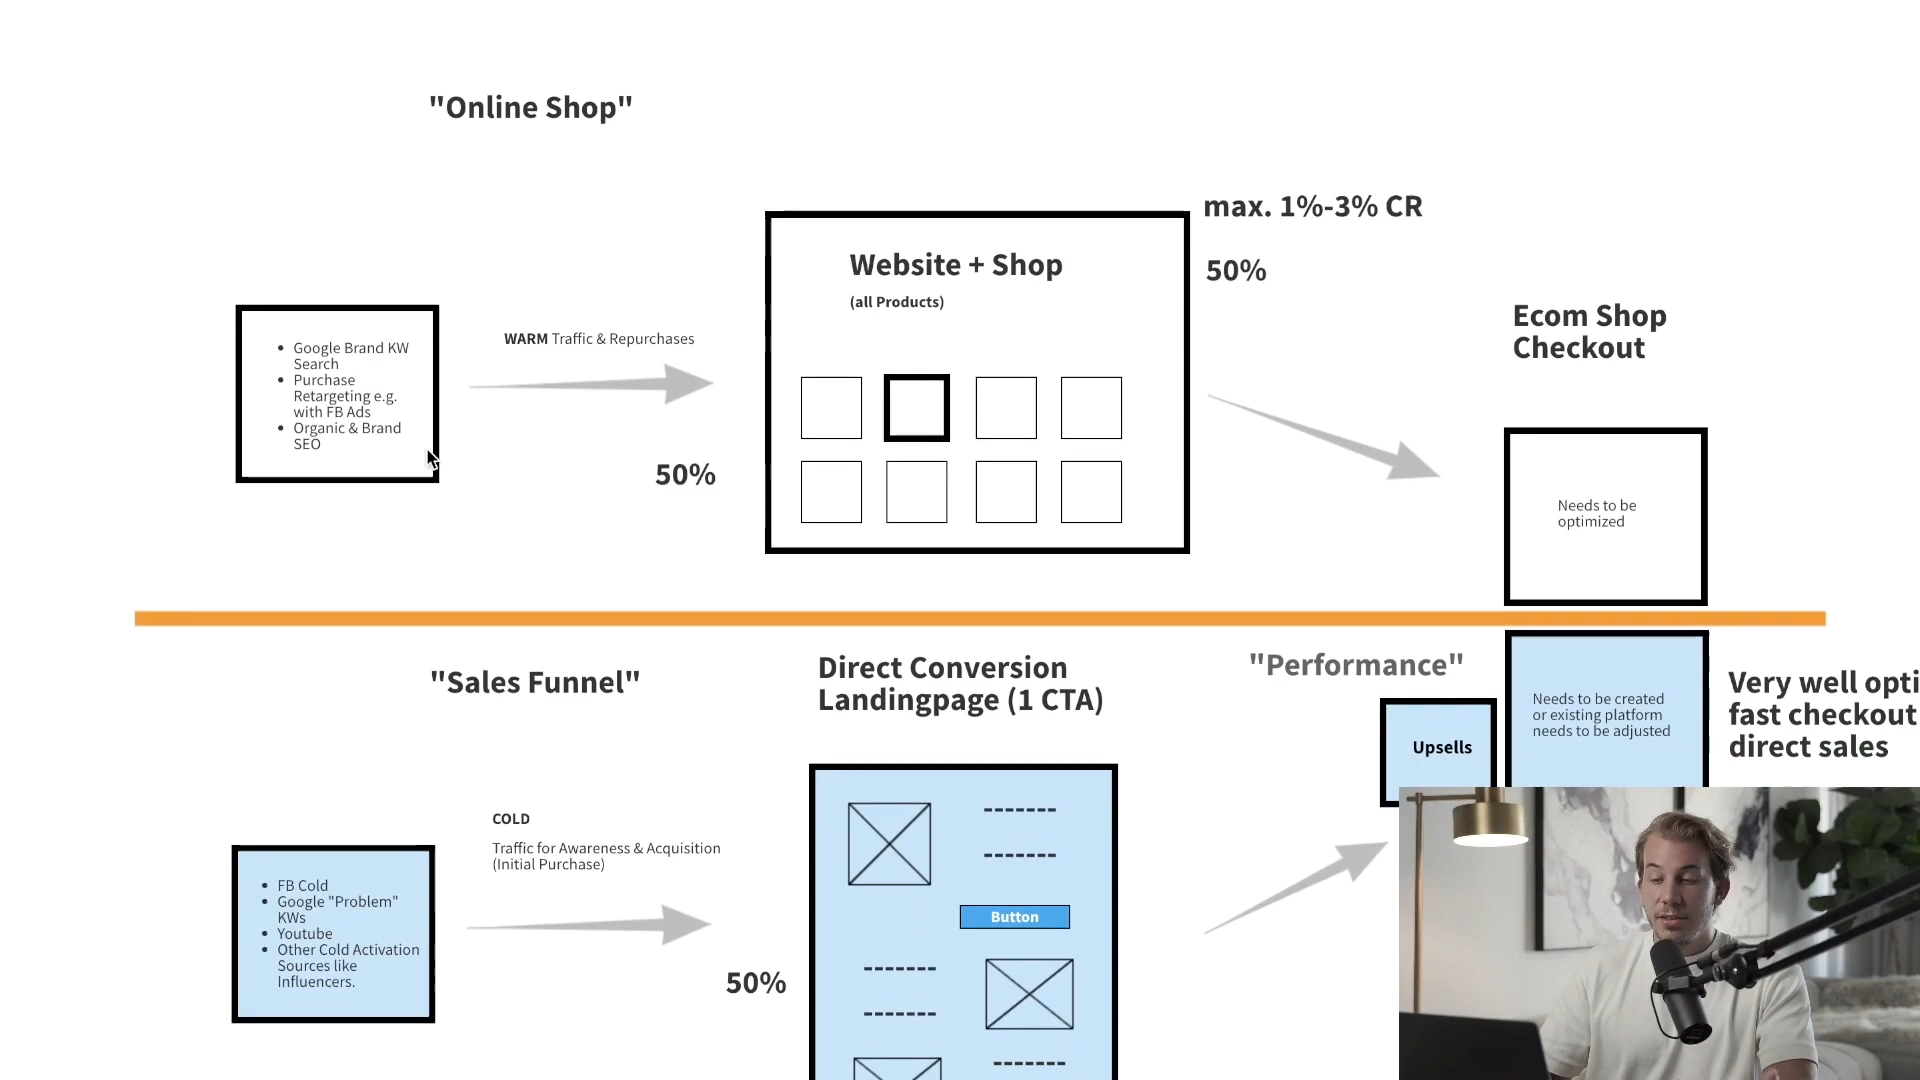 "Online Shop"
max. 1%-3% CR
Website + Shop
50%
(all Products)
Ecom Shop
Checkout
Google Brand KW
Search
Purchase
Retargeting e.g.
with FB Ads
Organic & Brand
SEO
WARM Traffic & Repurchases
50%
Needs to be
optimized
"Sales Funnel"
Direct Conversion
Landingpage (1 CTA)
"Performance"
Upsells
Needs to be created
or existing platform
needs to be adjusted
Very well opti
fast checkout
direct sales
COLD
Traffic for Awareness & Acquisition
(Initial Purchase)
FB Cold
Google "Problem"
KWs
Youtube
Other Cold Activation
Sources like
Influencers.
Button
50%